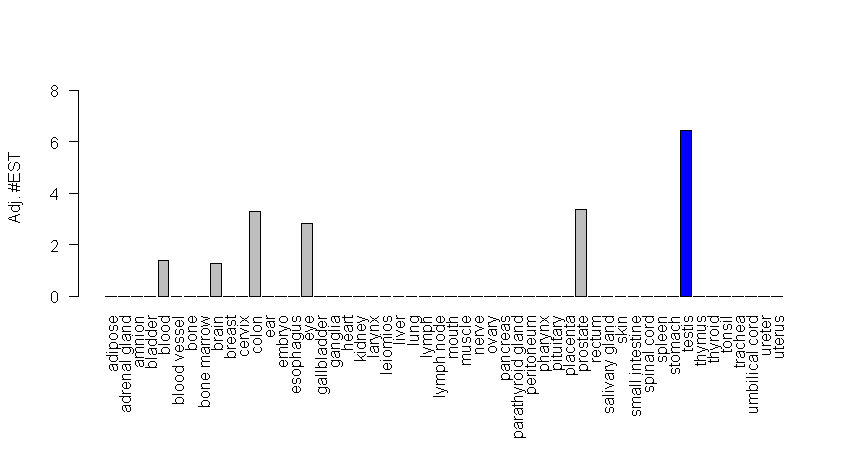 8
6
4
2
0
Adj. #EST
adipose
adrenal gland
amnion
bladder
blood
blood vessel
bone
bone marrow
brain
breast
cervix
colon
ear
embryo
esophagus
eye
gallbladder
ganglia
heart
kidney
larynx
leiomios
liver
lung
lymph
lymph node
mouth
muscle
nerve
ovary
pancreas
parathyroid gland
peritoneum
pharynx
pituitary
placenta
prostate
rectum
salivary gland
skin
small intestine
spinal cord
spleen
stomach
testis
thymus
thyroid
tonsil
trachea
umbilical cord
ureter
uterus